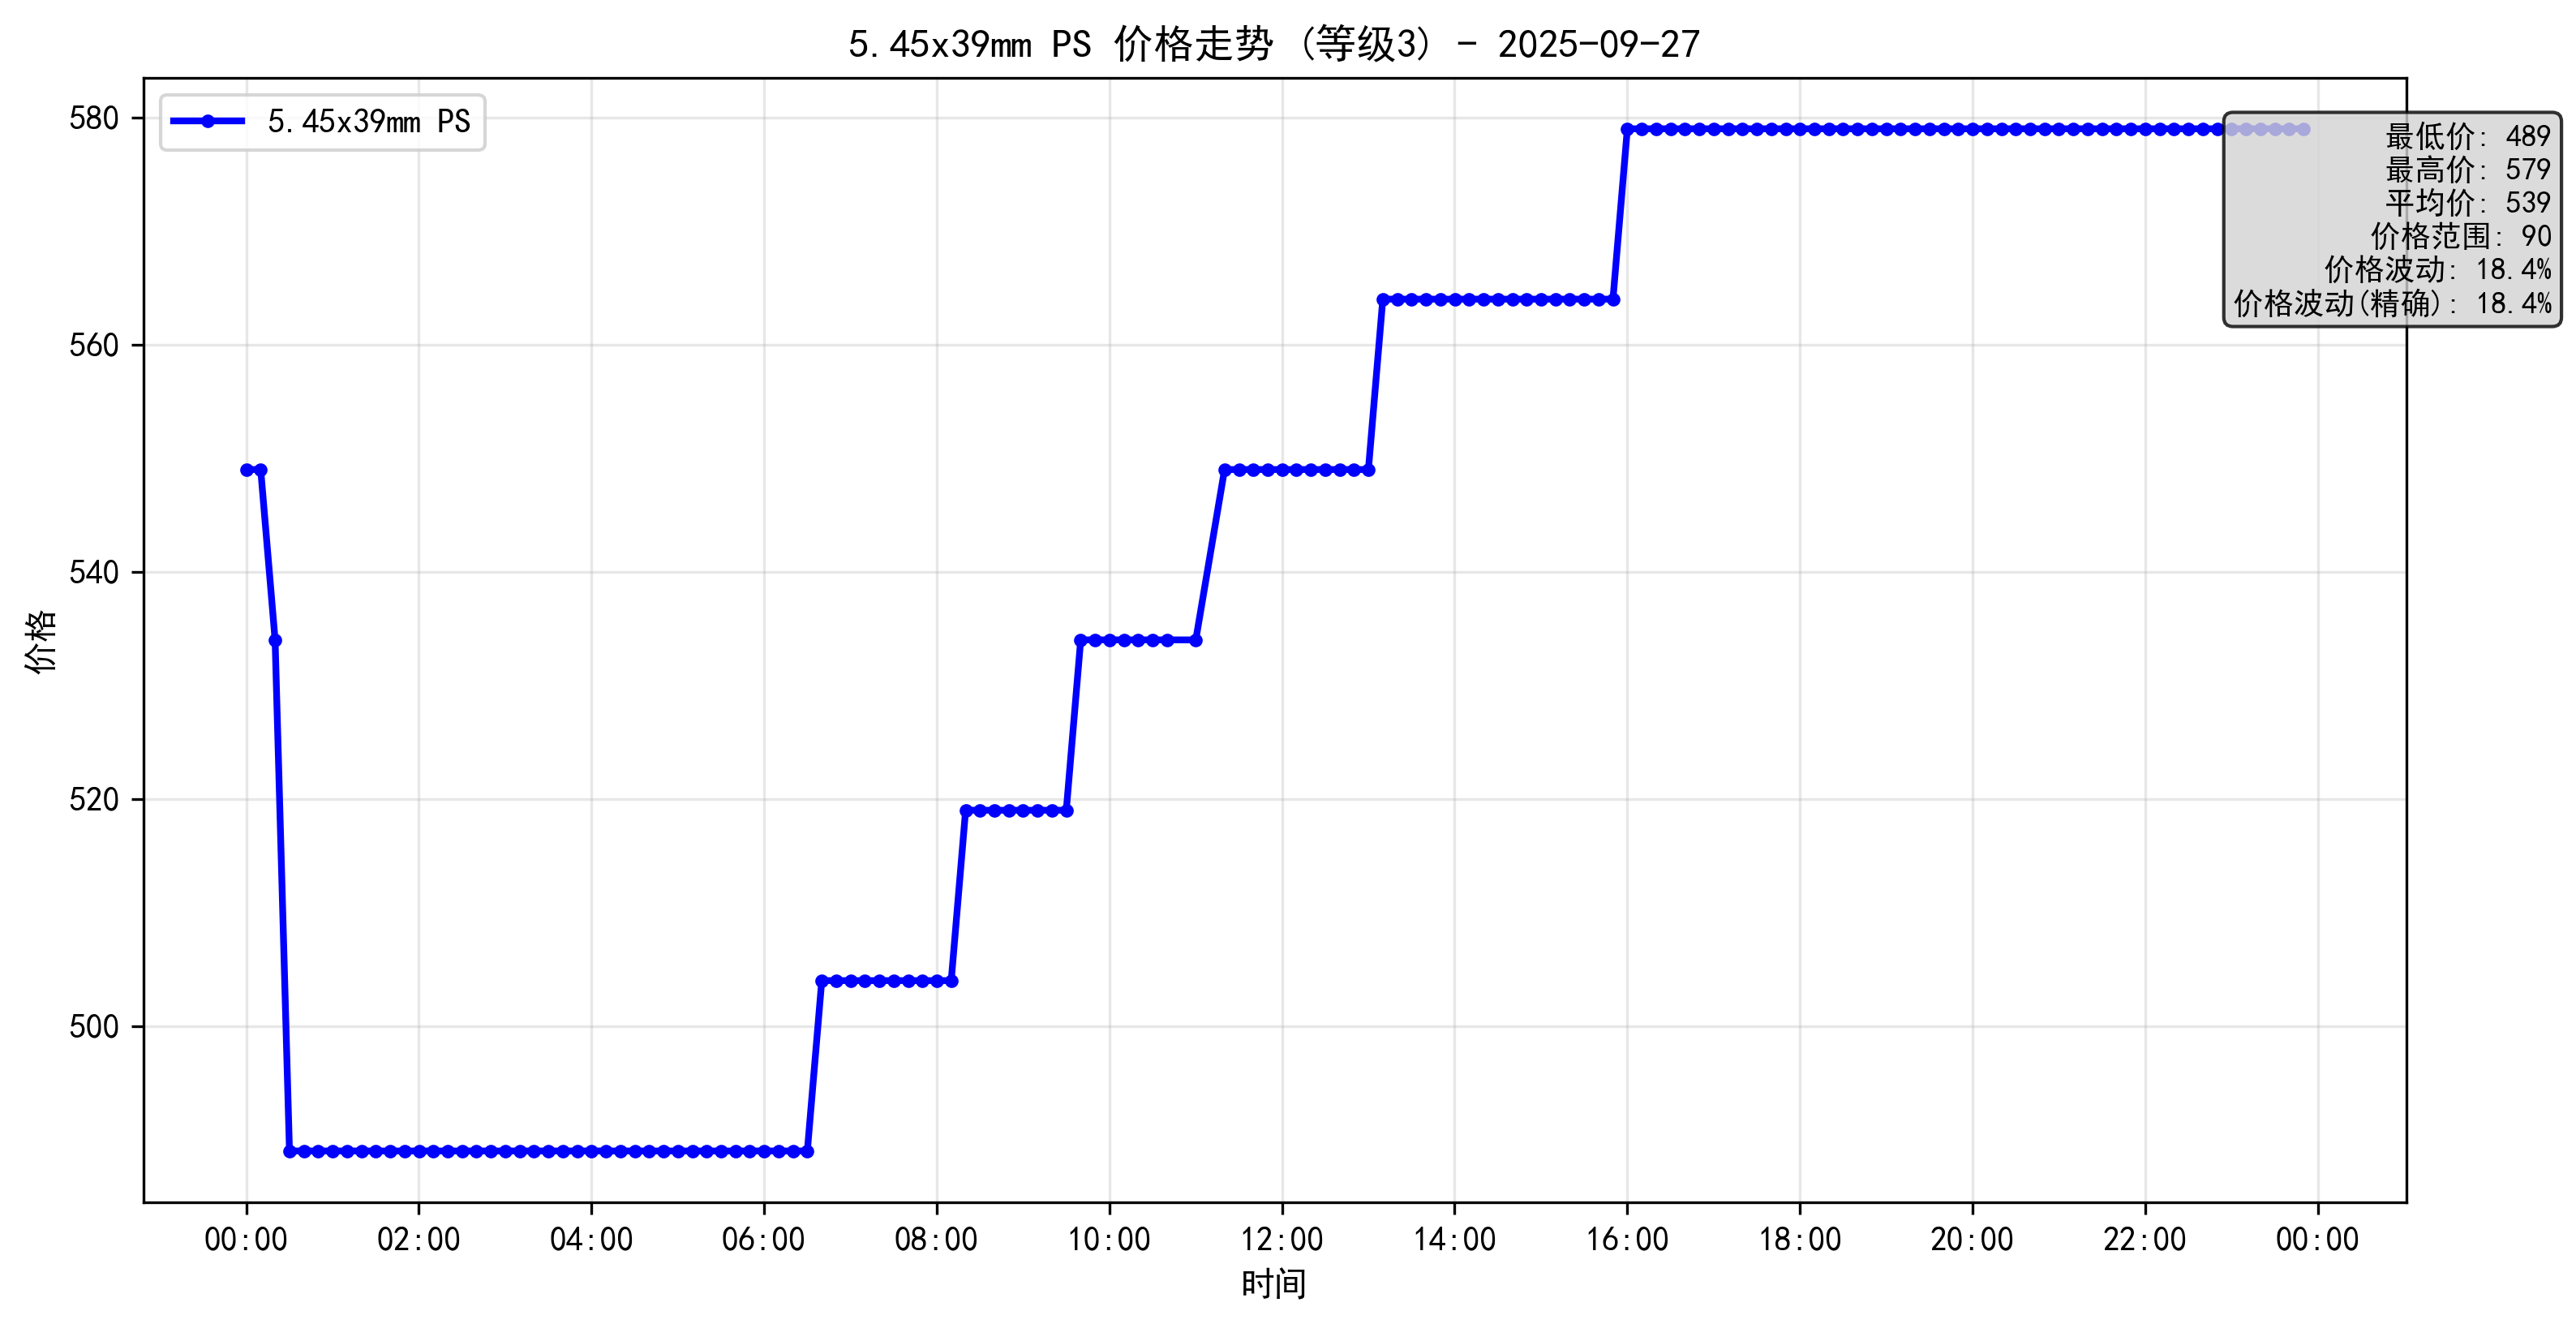 5.45x39mm PS 价格走势 (等级3) - 2025-09-27
5.45x39mm PS
最低价: 489
最高价: 579
平均价: 539
价格范围: 90
价格波动: 18.4%
价格波动(精确): 18.4%
580
560
540
520
500
价格
00:00 02:00 04:00 06:00 08:00 10:00 12:00 14:00 16:00 18:00 20:00 22:00 00:00
时间